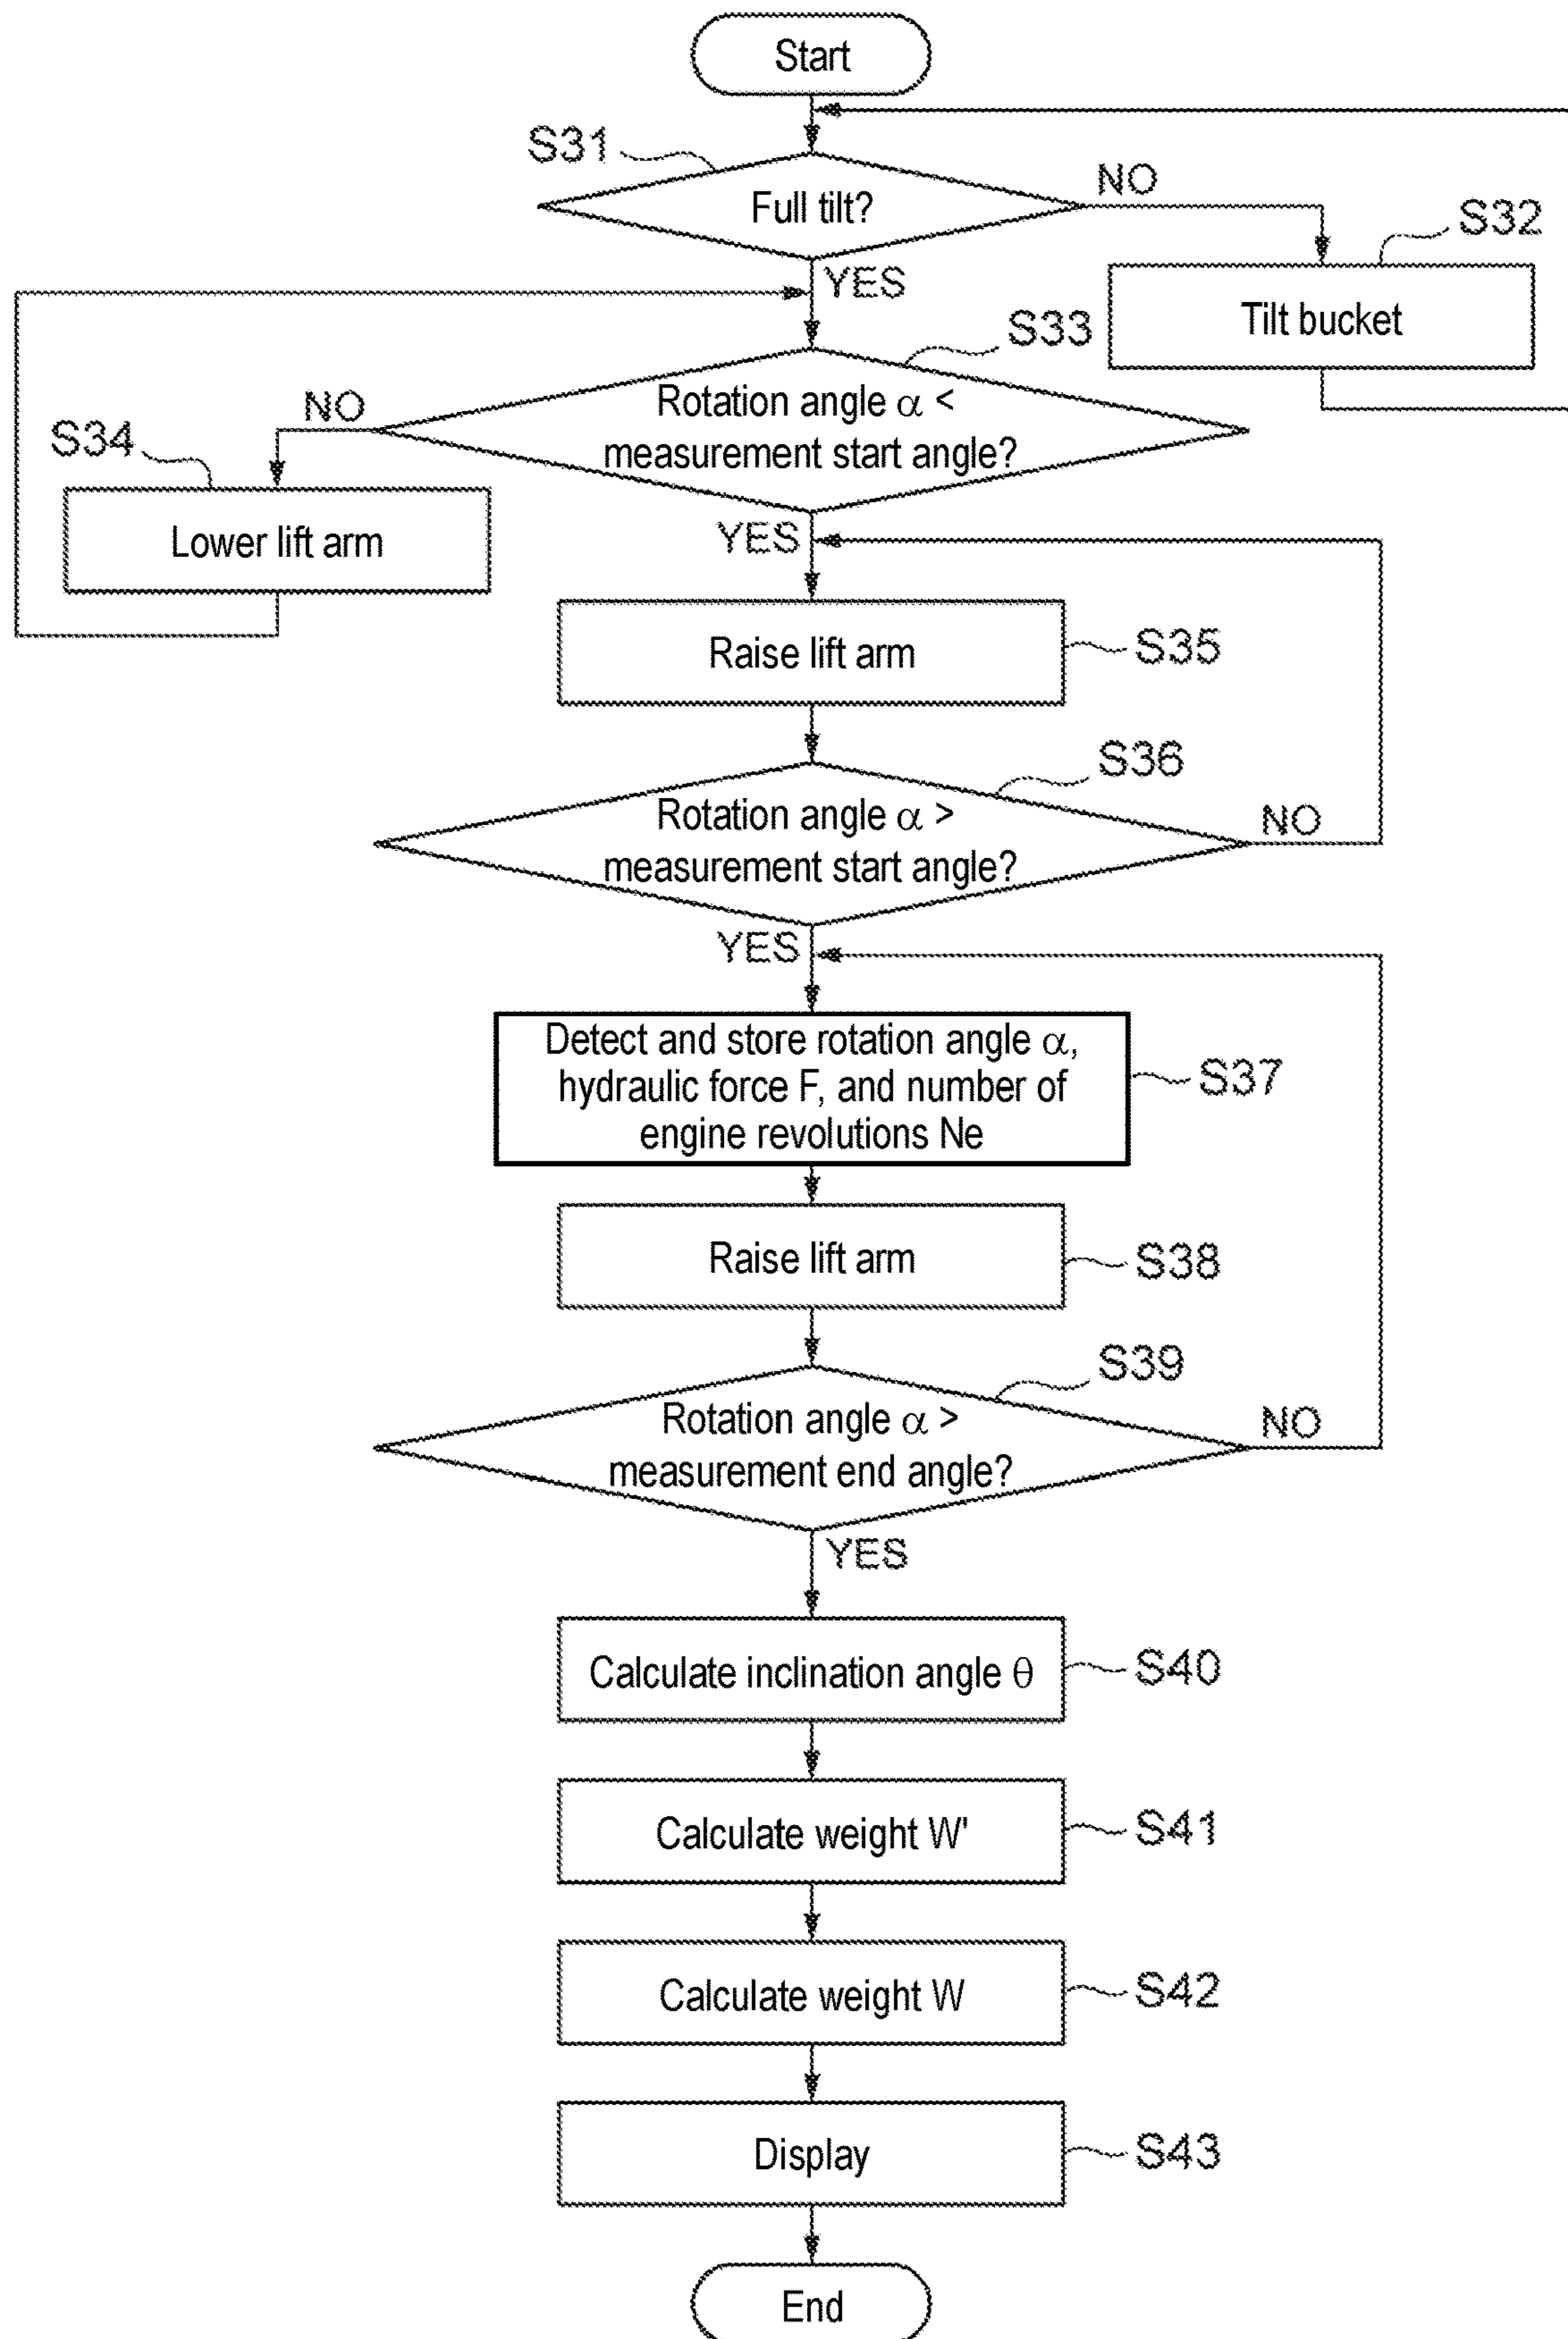 Start
S31
Full tilt?
NO
S32
Tilt bucket
YES
S33
Rotation angle α <
measurement start angle?
NO
S34
Lower lift arm
YES
Raise lift arm
S35
S36
Rotation angle α >
measurement start angle?
NO
YES
Detect and store rotation angle α,
hydraulic force F, and number of
engine revolutions Ne
S37
Raise lift arm
S38
S39
Rotation angle α >
measurement end angle?
NO
YES
Calculate inclination angle θ
S40
Calculate weight W'
S41
Calculate weight W
S42
Display
S43
End